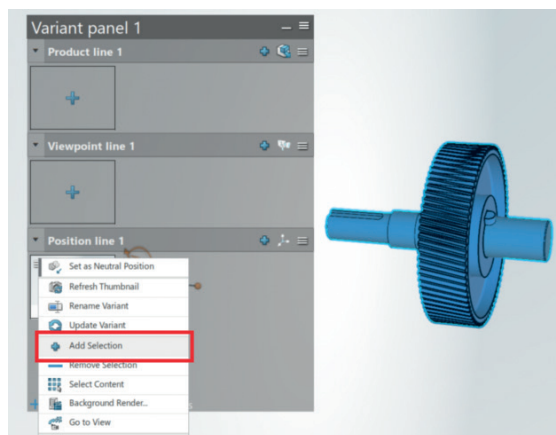 Variant panel 1
Product line 1
Viewpoint line 1
Position line 1
Set as Neutral Position
Refresh Thumbnail
Rename Variant
Update Variant
Add Selection
Remove Selection
Select Content
Background Render...
Go to View